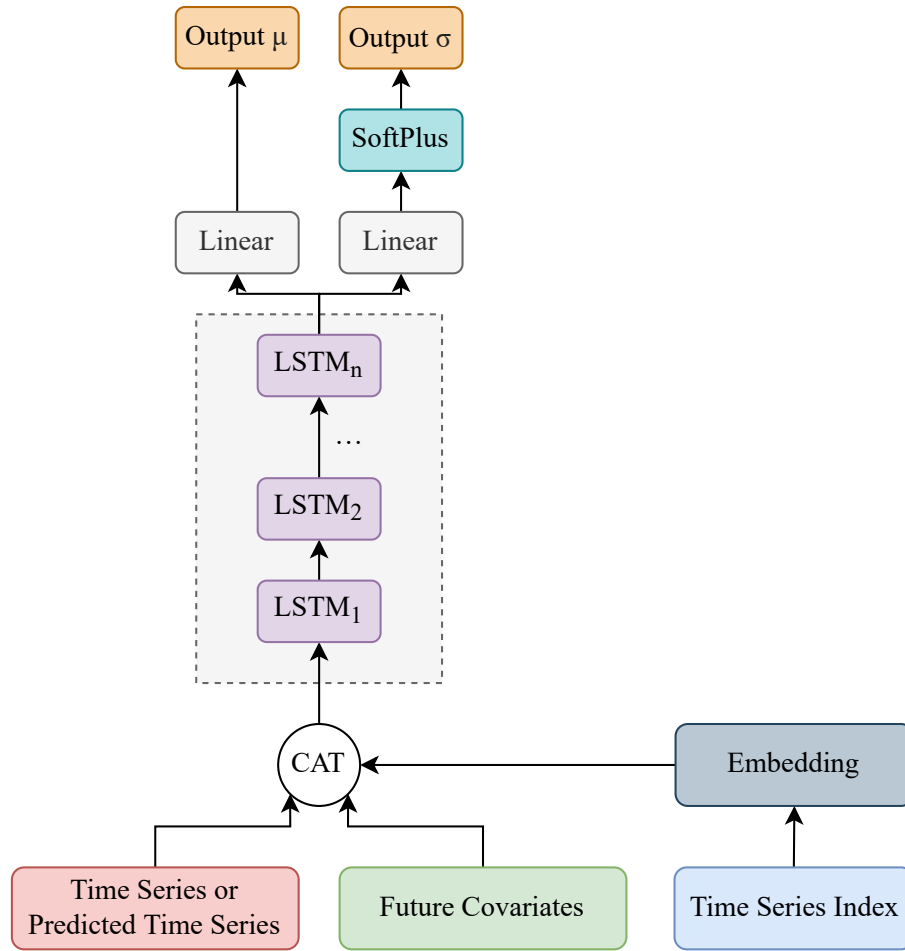 Output μ
Output σ
SoftPlus
Linear
Linear
LSTMn
...
LSTM2
LSTM1
CAT
Embedding
Time Series or
Predicted Time Series
Future Covariates
Time Series Index